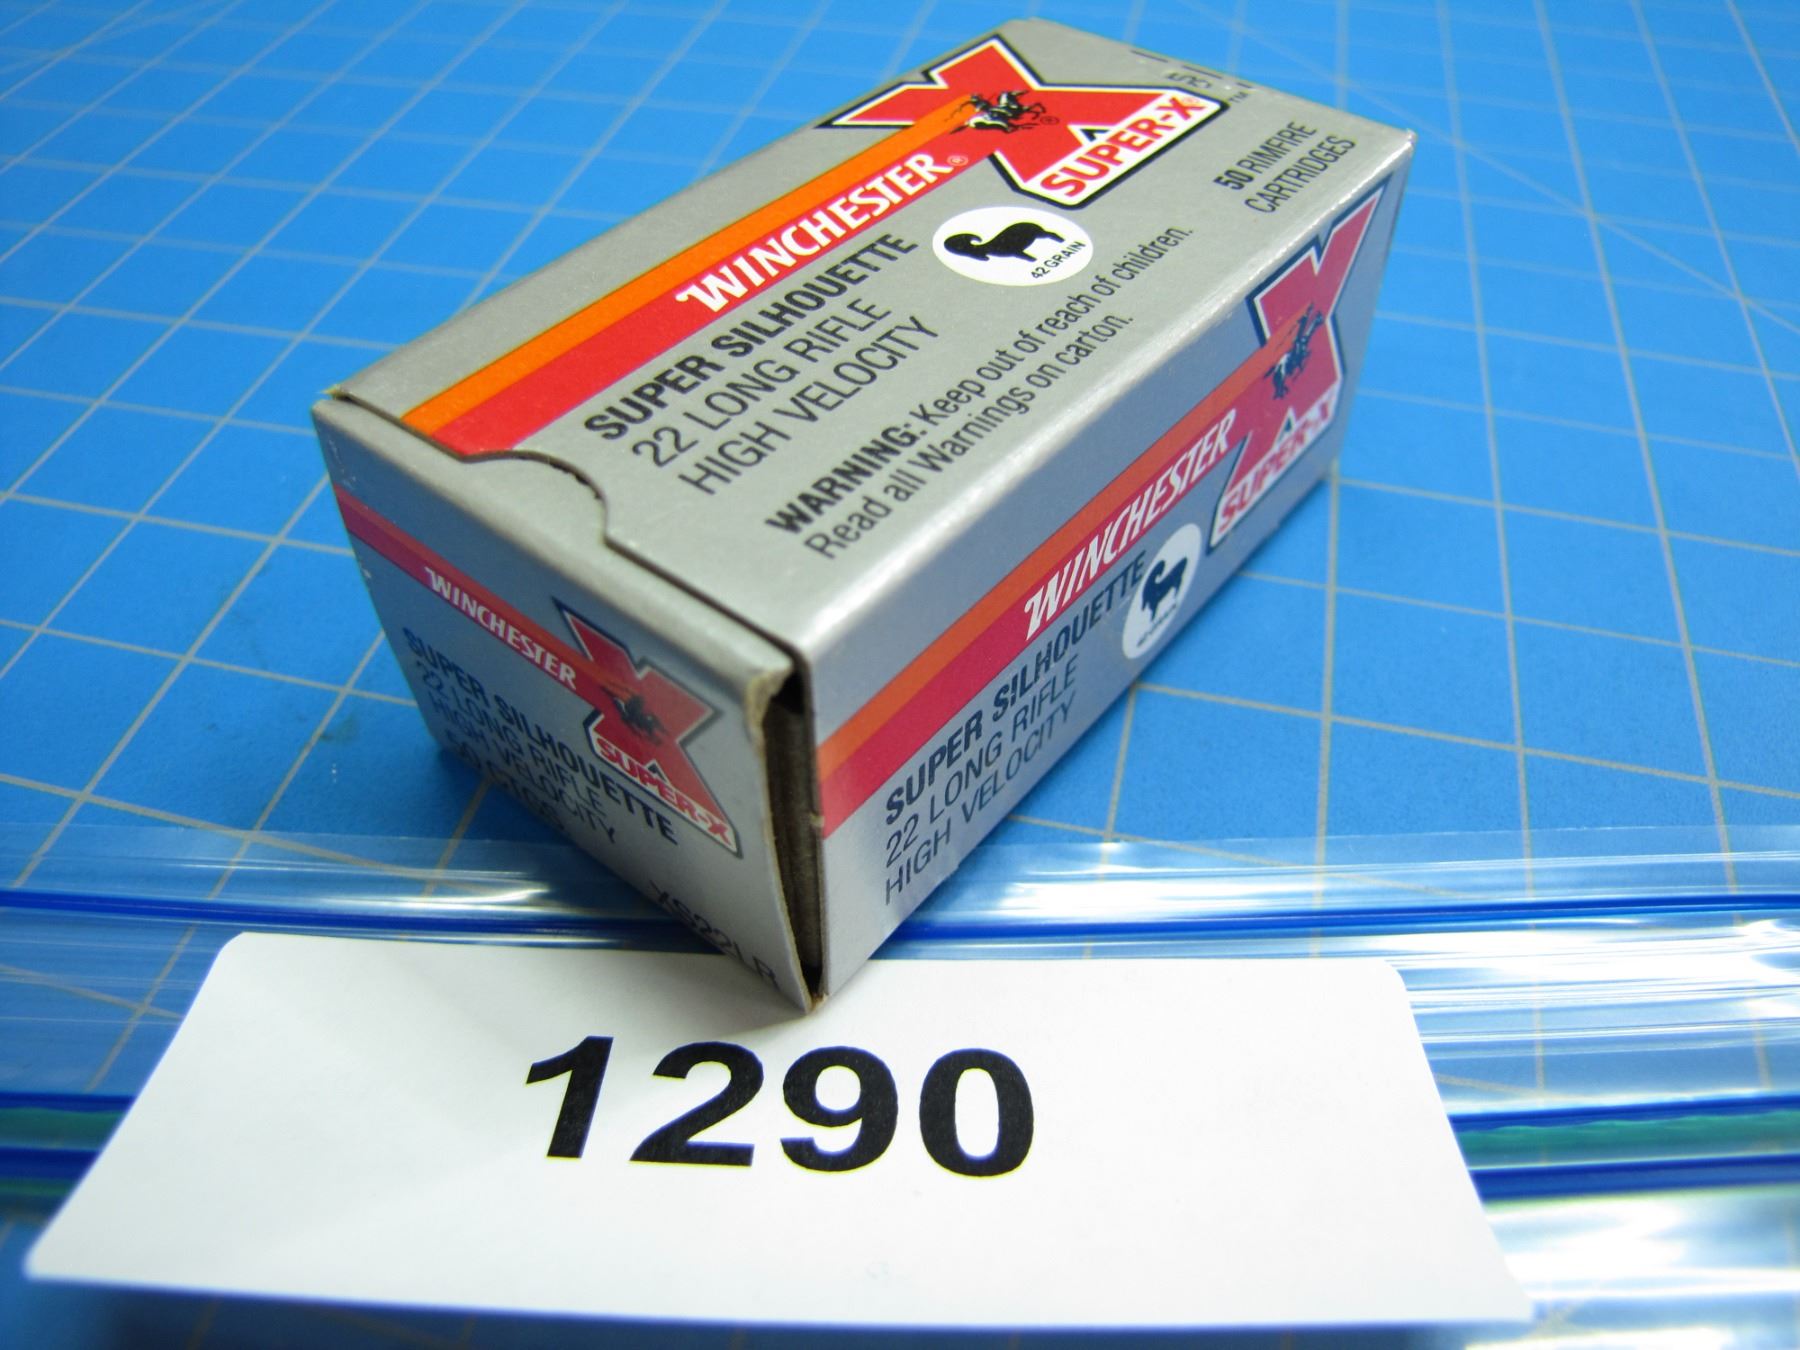 WINCHESTER®
SUPER-X®
SUPER SILHOUETTE
22 LONG RIFLE
HIGH VELOCITY
42 GRAIN
WARNING: Keep out of reach of children.
Read all Warnings on carton.
50 RIMFIRE
CARTRIDGES
WINCHESTER
SUPER-X
SUPER SILHOUETTE
22 LONG RIFLE
HIGH VELOCITY
WINCHESTER
SUPER-X
SUPER SILHOUETTE
22 LONG RIFLE
HIGH VELOCITY
XS22LR
1290